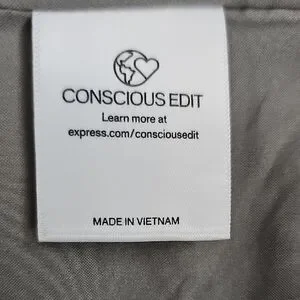 CONSCIOUS EDIT
Learn more at
express.com/consciousedit
MADE IN VIETNAM